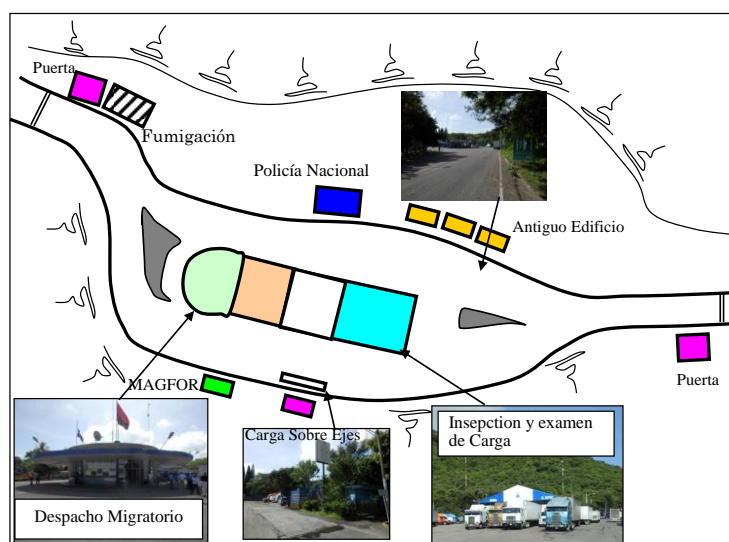 Puerta
Fumigación
Policía Nacional
Antiguo Edificio
MAGFOR
Puerta
Carga Sobre Ejes
Insepction y examen
de Carga
Despacho Migratorio